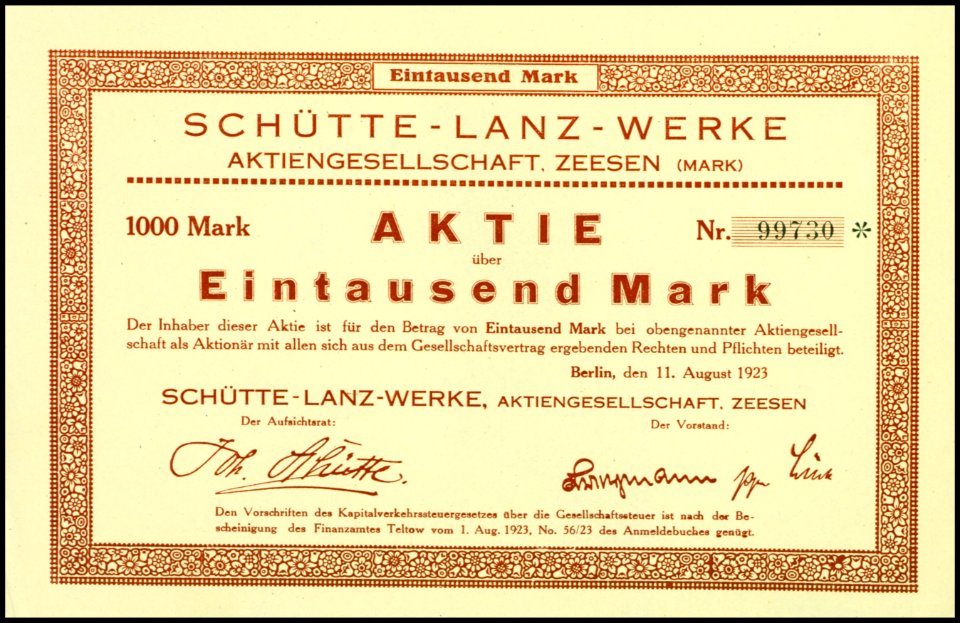 Eintausend Mark
SCHÜTTE-LANZ-WERKE
AKTIENGESELLSCHAFT, ZEESEN (MARK)
1000 Mark AKTIE Nr. 99730 *
über
Eintausend Mark
Der Inhaber dieser Aktie ist für den Betrag von Eintausend Mark bei obengenannter Aktiengesell-
schaft als Aktionär mit allen sich aus dem Gesellschaftsvertrag ergebenden Rechten und Pflichten beteiligt.
Berlin, den 11. August 1923
SCHÜTTE-LANZ-WERKE, AKTIENGESELLSCHAFT, ZEESEN
Der Aufsichtsrat: Der Vorstand:
Joh. Schütte.
Den Vorschriften des Kapitalverkehrssteuergesetzes über die Gesellschaftssteuer ist nach der Be-
scheinigung des Finanzamtes Teltow vom 1. Aug. 1923, No. 56/23 des Anmeldebuches genügt.